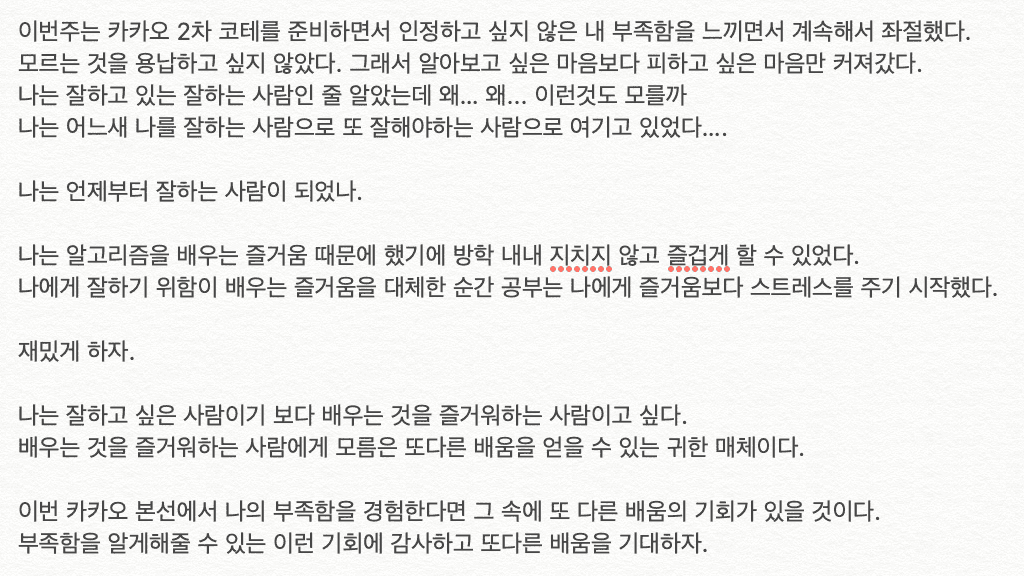 이번주는 카카오 2차 코테를 준비하면서 인정하고 싶지 않은 내 부족함을 느끼면서 계속해서 좌절했다.
모르는 것을 용납하고 싶지 않았다. 그래서 알아보고 싶은 마음보다 피하고 싶은 마음만 커져갔다.
나는 잘하고 있는 잘하는 사람인 줄 알았는데 왜... 왜... 이런것도 모를까
나는 어느새 나를 잘하는 사람으로 또 잘해야하는 사람으로 여기고 있었다....
나는 언제부터 잘하는 사람이 되었나.
나는 알고리즘을 배우는 즐거움 때문에 했기에 방학 내내 지치지 않고 즐겁게 할 수 있었다.
나에게 잘하기 위함이 배우는 즐거움을 대체한 순간 공부는 나에게 즐거움보다 스트레스를 주기 시작했다.
재밌게 하자.
나는 잘하고 싶은 사람이기 보다 배우는 것을 즐거워하는 사람이고 싶다.
배우는 것을 즐거워하는 사람에게 모름은 또다른 배움을 얻을 수 있는 귀한 매체이다.
이번 카카오 본선에서 나의 부족함을 경험한다면 그 속에 또 다른 배움의 기회가 있을 것이다.
부족함을 알게해줄 수 있는 이런 기회에 감사하고 또다른 배움을 기대하자.